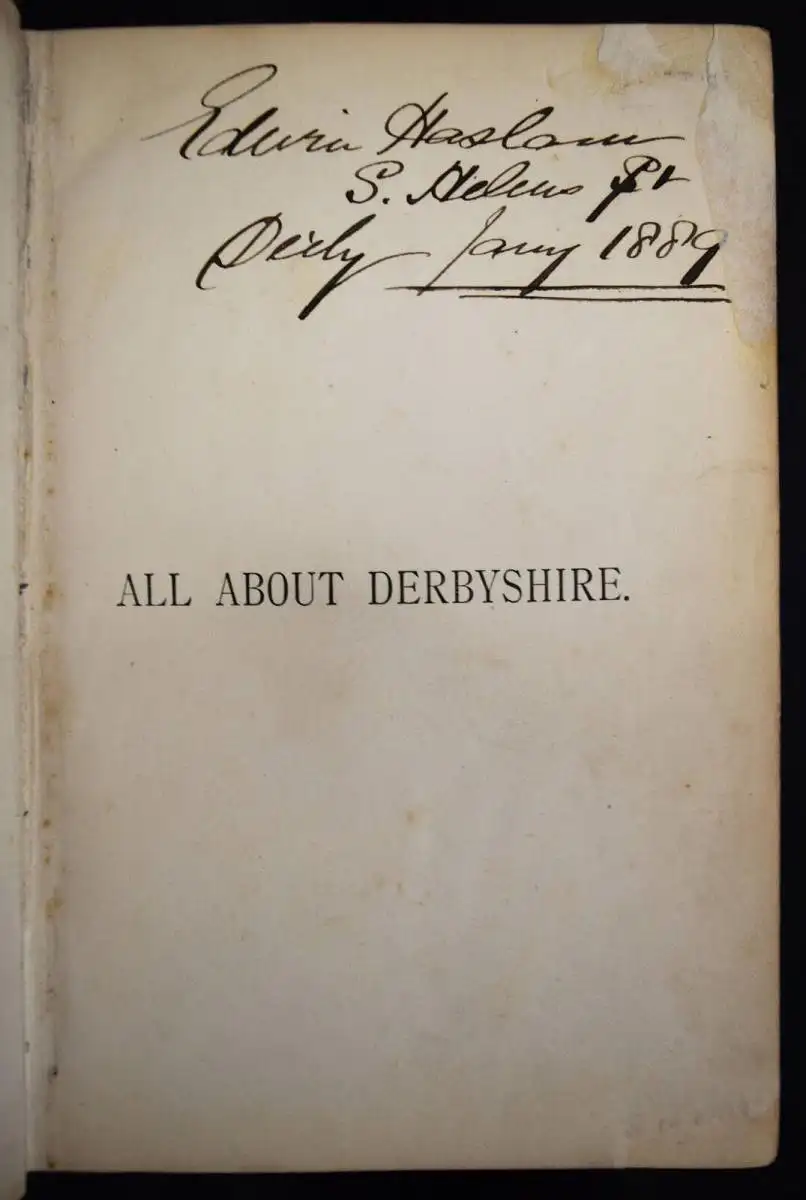 Edwin Haslam
S. Helens St
Derby Jany 1889
ALL ABOUT DERBYSHIRE.